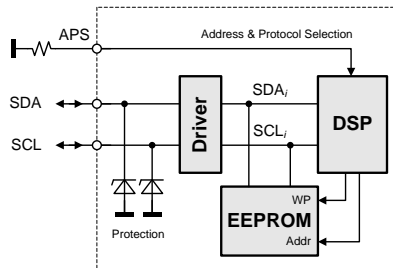 APS
Address & Protocol Selection
SDA
SDAi
SCL
SCLi
Driver
DSP
WP
EEPROM
Addr
Protection